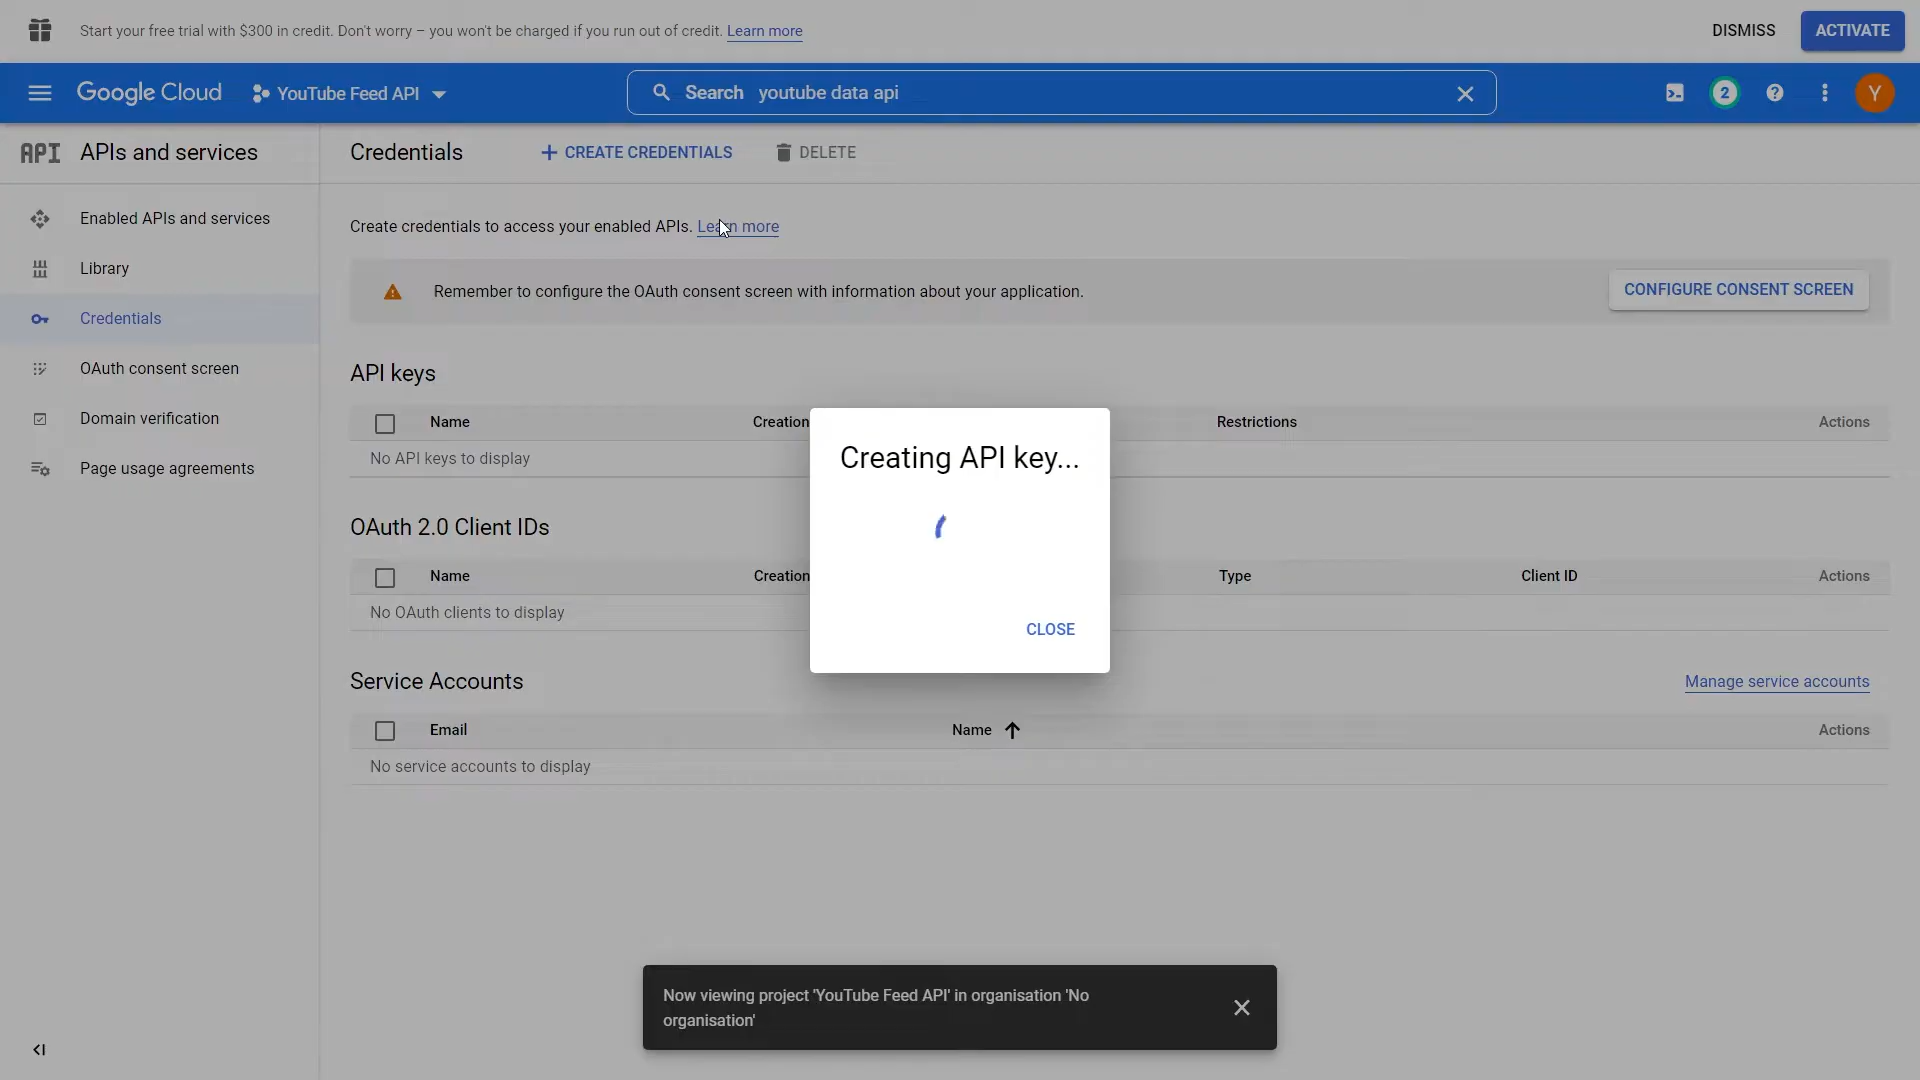 Start your free trial with $300 in credit. Don't worry – you won't be charged if you run out of credit. Learn more
DISMISS
ACTIVATE
Google Cloud
YouTube Feed API
Search youtube data api
2
Y
API APIs and services
Credentials
CREATE CREDENTIALS
DELETE
Enabled APIs and services
Library
Credentials
OAuth consent screen
Domain verification
Page usage agreements
Create credentials to access your enabled APIs. Learn more
Remember to configure the OAuth consent screen with information about your application.
CONFIGURE CONSENT SCREEN
API keys
Name
Creation
Restrictions
Actions
No API keys to display
Creating API key...
CLOSE
OAuth 2.0 Client IDs
Name
Creation
Type
Client ID
Actions
No OAuth clients to display
Service Accounts
Manage service accounts
Email
Name
Actions
No service accounts to display
Now viewing project 'YouTube Feed API' in organisation 'No
organisation'